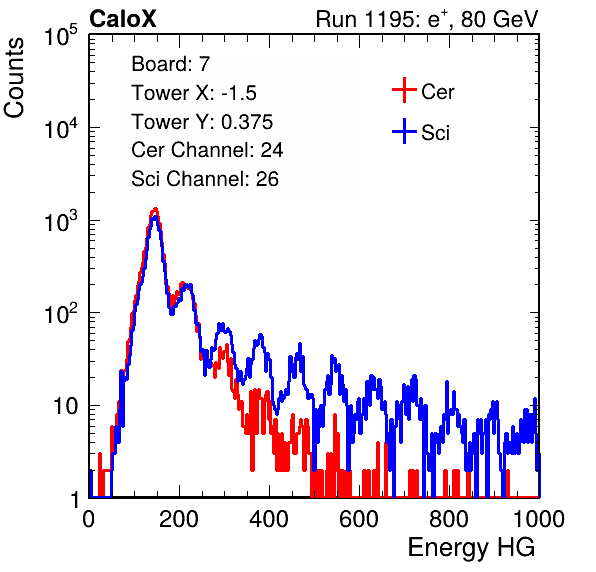 CaloX
Run 1195: e⁺, 80 GeV
Counts
10⁵
10⁴
10³
10²
10
1
Board: 7
Tower X: -1.5
Tower Y: 0.375
Cer Channel: 24
Sci Channel: 26
Cer
Sci
0 200 400 600 800 1000
Energy HG